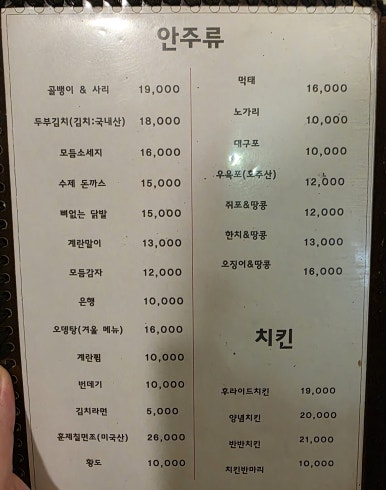 안주류
골뱅이 & 사리 19,000
두부김치(김치:국내산) 18,000
모듬소세지 16,000
수제 돈까스 15,000
뼈없는 닭발 15,000
계란말이 13,000
모듬감자 12,000
은행 10,000
오뎅탕(겨울 메뉴) 16,000
계란찜 10,000
번데기 10,000
김치라면 5,000
훈제칠면조(미국산) 26,000
황도 10,000
먹태 16,000
노가리 10,000
대구포 10,000
우육포(호주산) 12,000
쥐포&땅콩 12,000
한치&땅콩 13,000
오징어&땅콩 16,000
치킨
후라이드치킨 19,000
양념치킨 20,000
반반치킨 21,000
치킨반마리 10,000